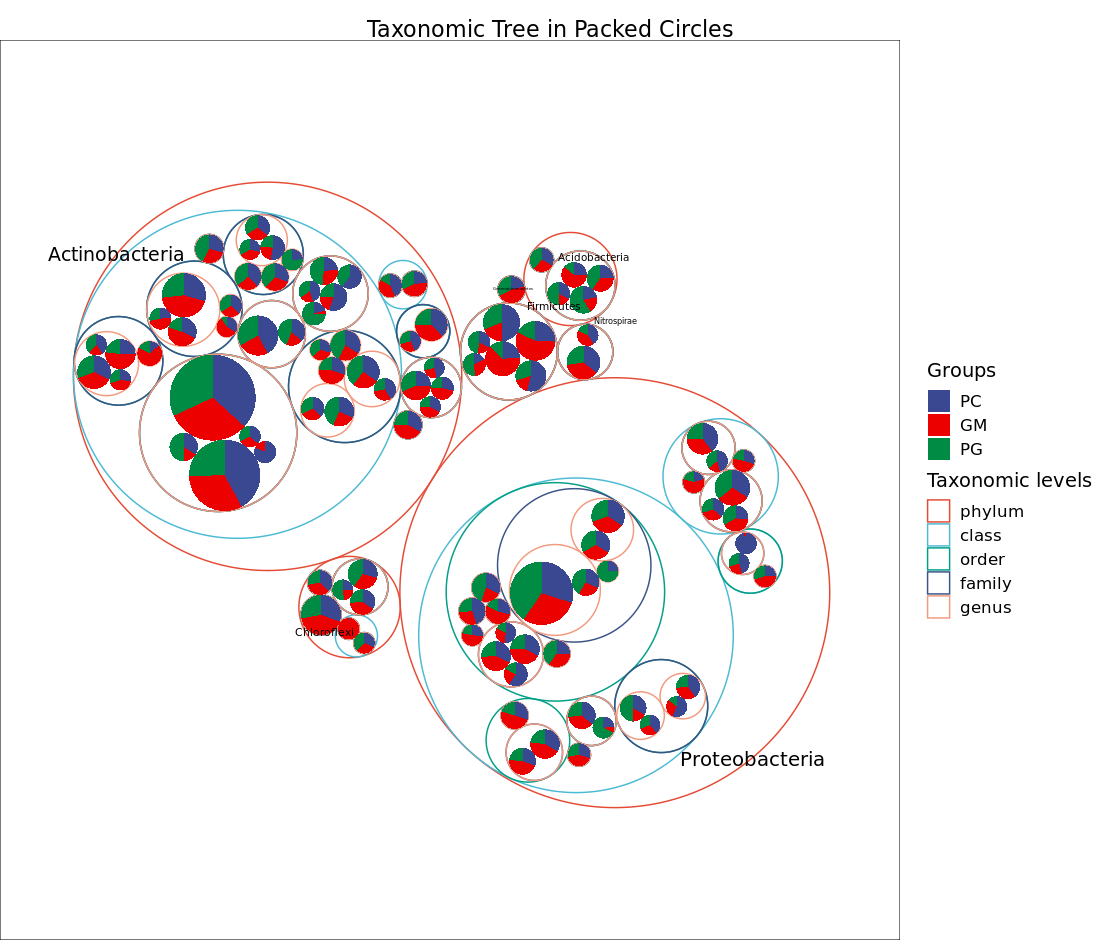 Taxonomic Tree in Packed Circles
Actinobacteria
Acidobacteria
Firmicutes
Nitrospirae
Chloroflexi
Proteobacteria
Groups
PC
GM
PG
Taxonomic levels
phylum
class
order
family
genus